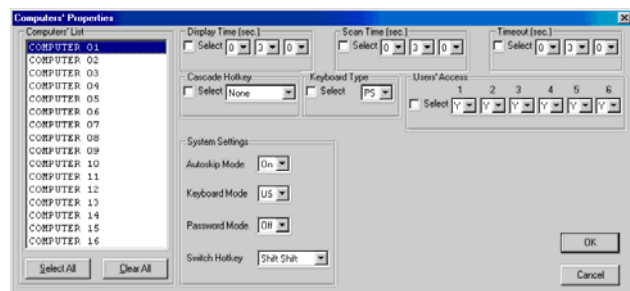 Computers' Properties
Computers' List
COMPUTER 01
COMPUTER 02
COMPUTER 03
COMPUTER 04
COMPUTER 05
COMPUTER 06
COMPUTER 07
COMPUTER 08
COMPUTER 09
COMPUTER 10
COMPUTER 11
COMPUTER 12
COMPUTER 13
COMPUTER 14
COMPUTER 15
COMPUTER 16
Select All Clear All
Display Time (sec.) Scan Time (sec.) Timeout (sec.)
Select 0 3 0 Select 0 3 0 Select 0 3 0
Cascade Hotkey Keyboard Type Users' Access
1 2 3 4 5 6
Select None Select PS Select Y Y Y Y Y Y
System Settings
Autoskip Mode On
Keyboard Mode US
Password Mode Off
Switch Hotkey Shift Shift
OK
Cancel